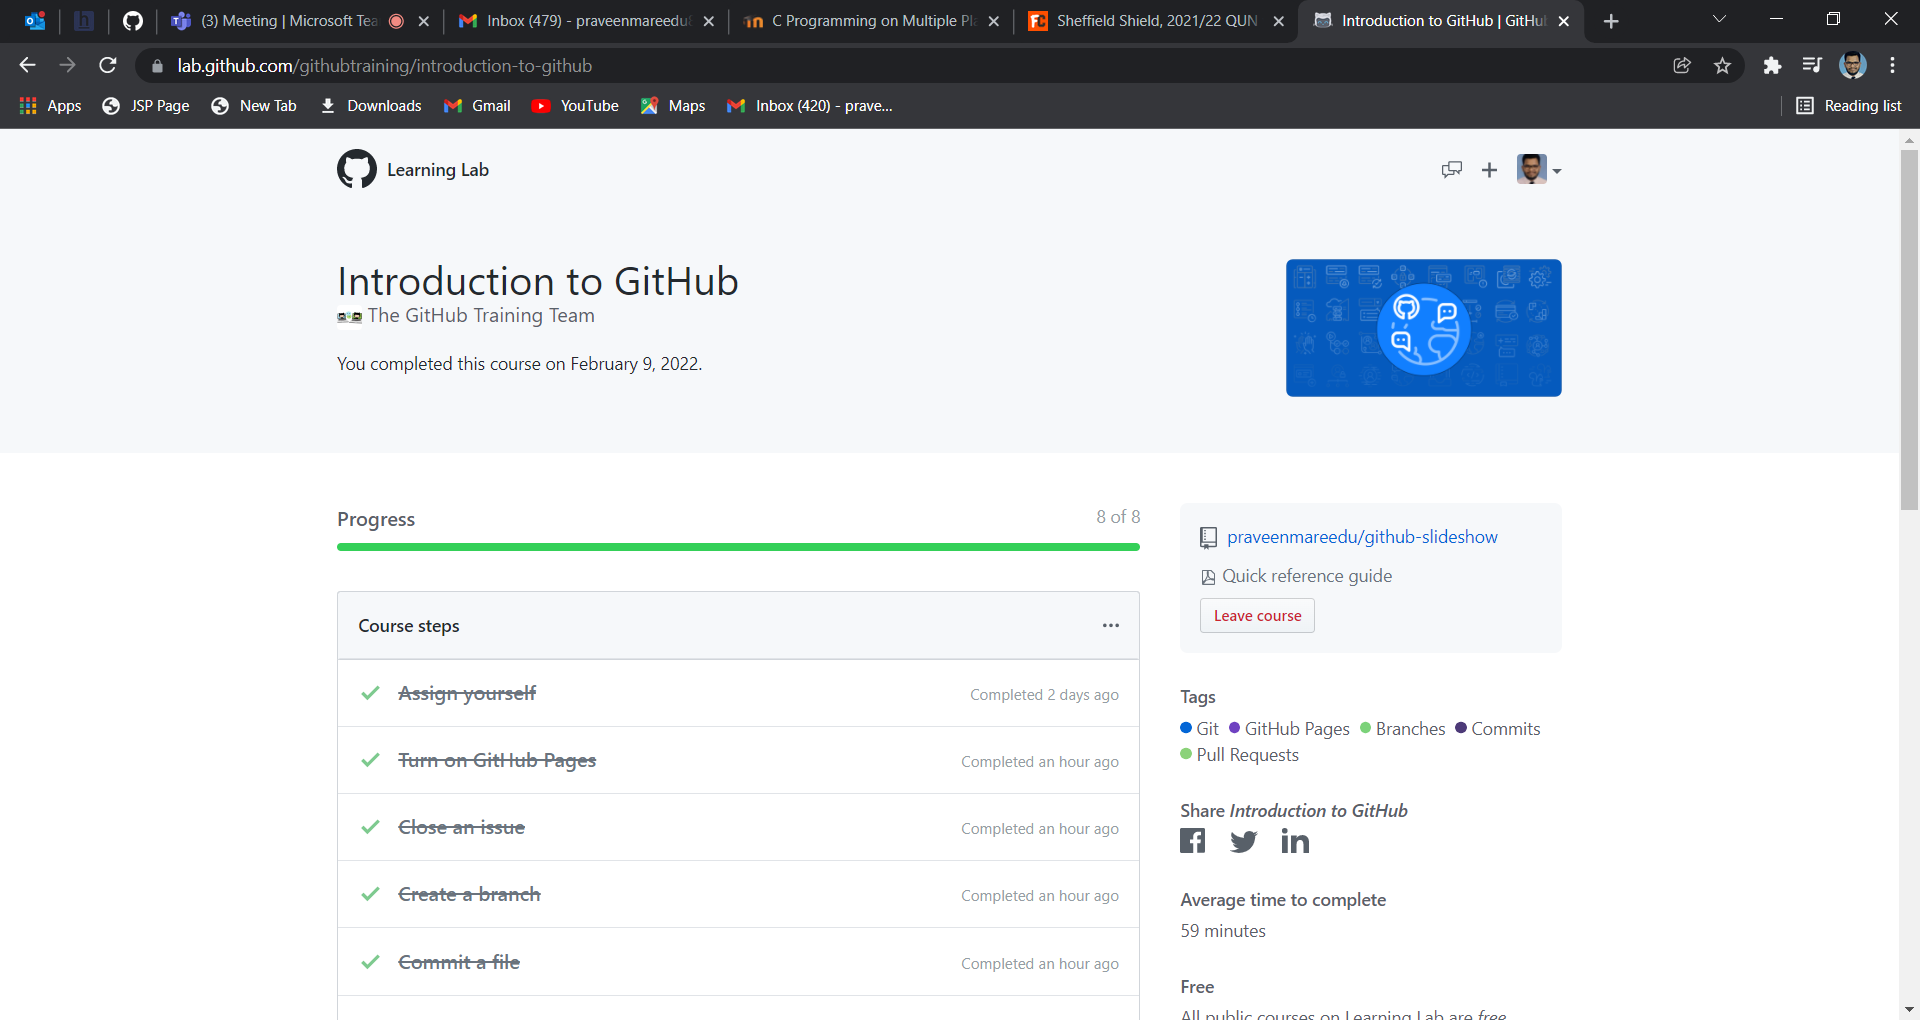 (3) Meeting | Microsoft Tea
Inbox (479) - praveenmareedu8
C Programming on Multiple Pla
Sheffield Shield, 2021/22 QUN
Introduction to GitHub | GitHu
lab.github.com/githubtraining/introduction-to-github
Apps
JSP Page
New Tab
Downloads
Gmail
YouTube
Maps
Inbox (420) - prave...
Reading list
Learning Lab
Introduction to GitHub
The GitHub Training Team
You completed this course on February 9, 2022.
Progress
8 of 8
Course steps
Assign yourself
Completed 2 days ago
Turn on GitHub Pages
Completed an hour ago
Close an issue
Completed an hour ago
Create a branch
Completed an hour ago
Commit a file
Completed an hour ago
praveenmareedu/github-slideshow
Quick reference guide
Leave course
Tags
Git GitHub Pages Branches Commits
Pull Requests
Share Introduction to GitHub
Average time to complete
59 minutes
Free
All public courses on Learning Lab are free